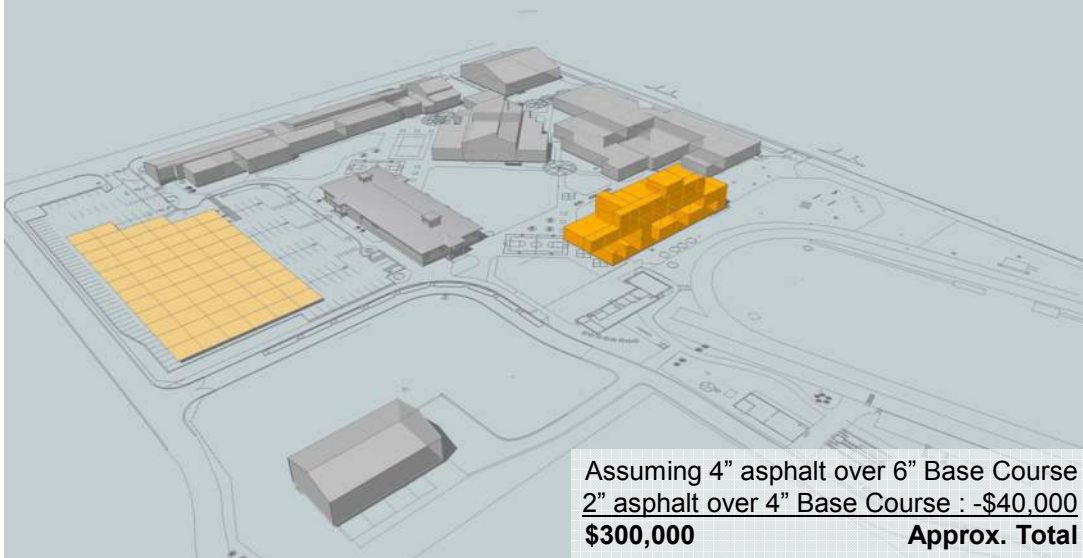 Assuming 4” asphalt over 6” Base Course
2” asphalt over 4” Base Course : -$40,000
$300,000 Approx. Total